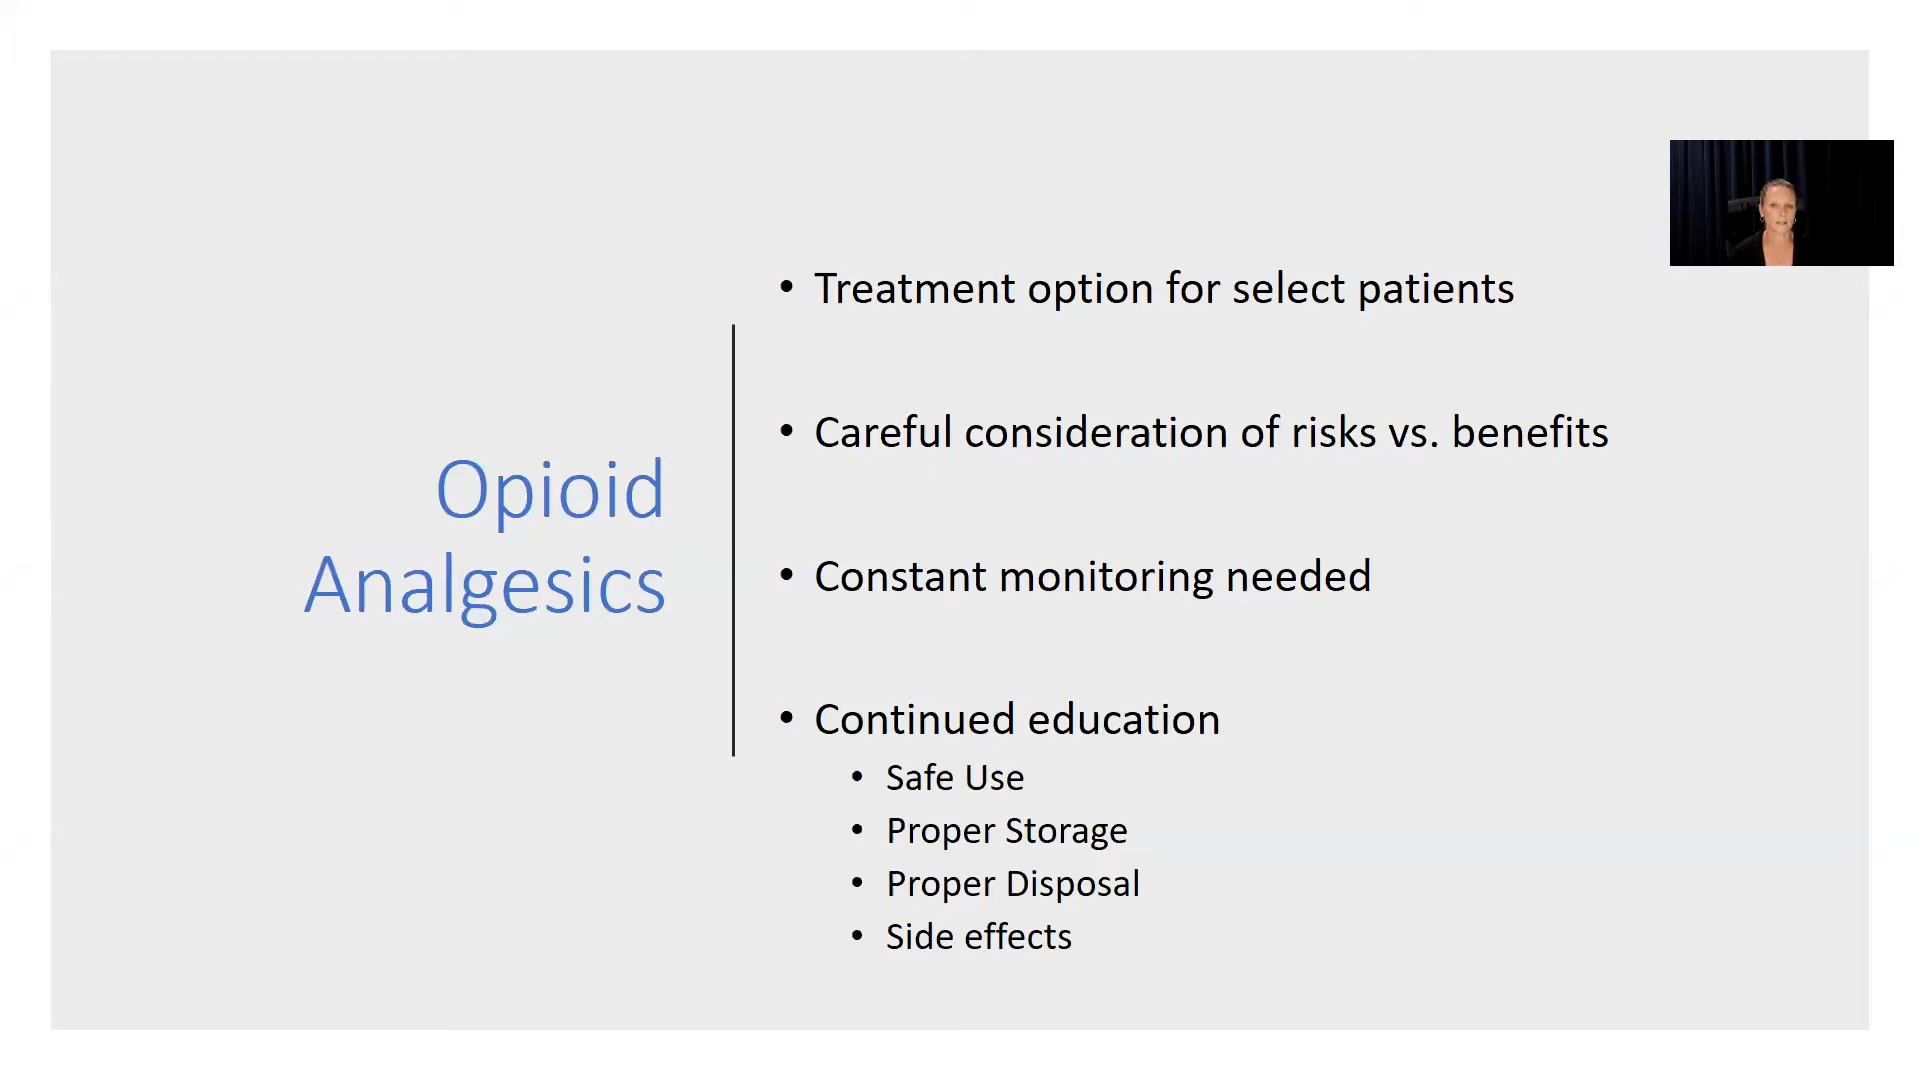 Opioid
Analgesics
• Treatment option for select patients
• Careful consideration of risks vs. benefits
• Constant monitoring needed
• Continued education
• Safe Use
• Proper Storage
• Proper Disposal
• Side effects